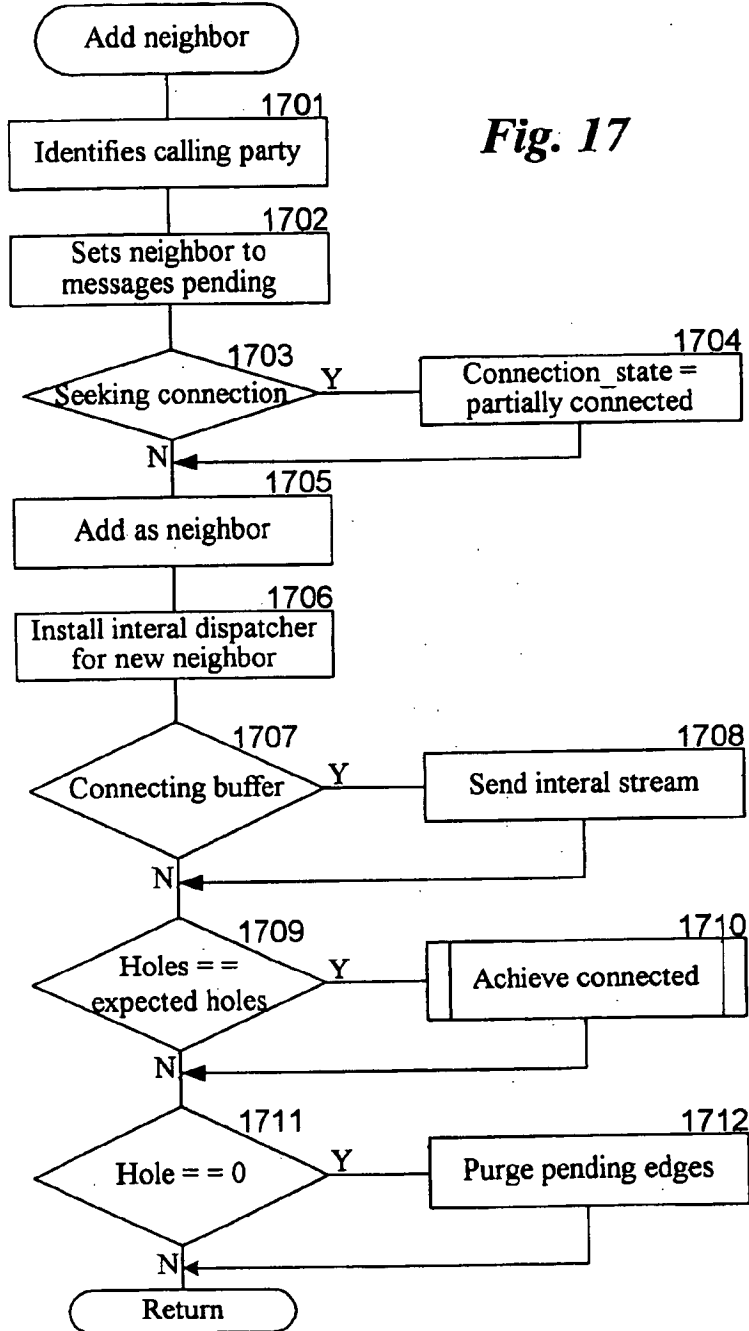 Add neighbor
Fig. 17
1701
Identifies calling party
1702
Sets neighbor to
messages pending
1703
Seeking connection
Y
1704
Connection_state =
partially connected
N
1705
Add as neighbor
1706
Install interal dispatcher
for new neighbor
1707
Connecting buffer
Y
1708
Send interal stream
N
1709
Holes = =
expected holes
Y
1710
Achieve connected
N
1711
Hole = = 0
Y
1712
Purge pending edges
N
Return